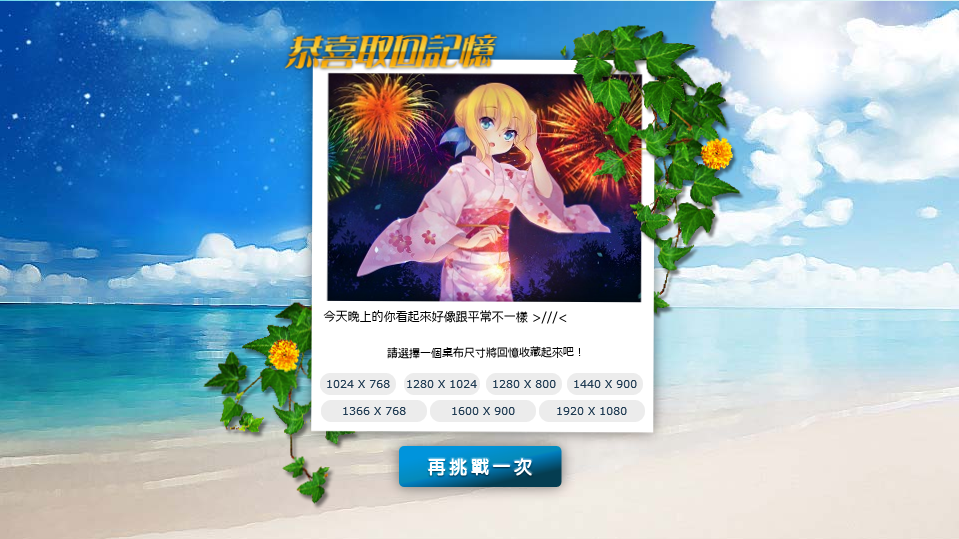 恭喜取回記憶
今天晚上的你看起來好像跟平常不一樣 >///<
請選擇一個桌布尺寸將回憶收藏起來吧！
1024 X 768 1280 X 1024 1280 X 800 1440 X 900
1366 X 768 1600 X 900 1920 X 1080
再挑戰一次